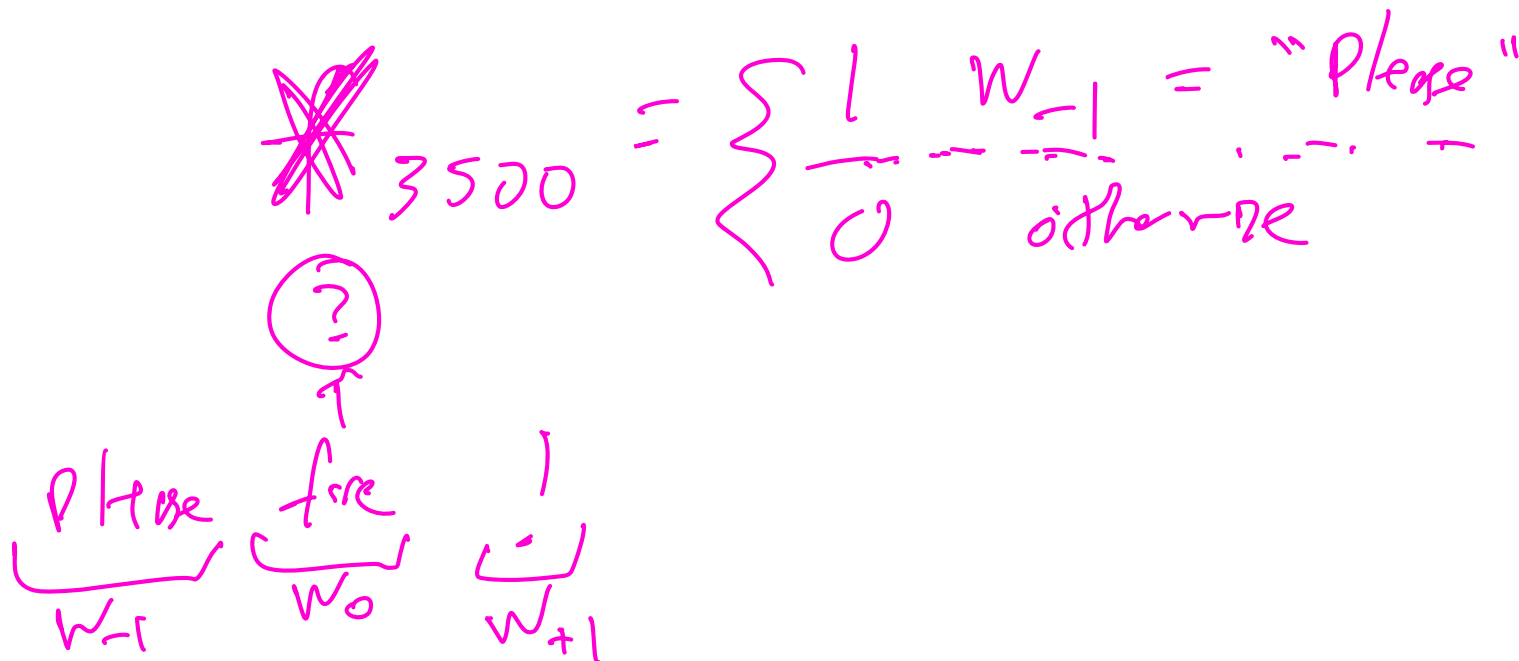 3500 = { 1 W-1 = "Please"
0 otherwise
?
Please fire !
W-1 W0 W+1